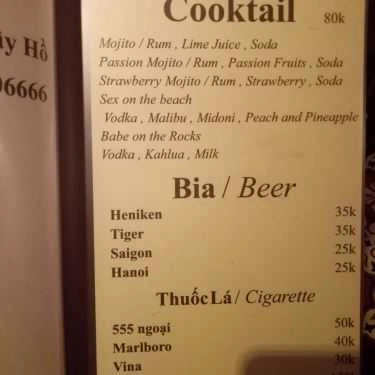 ây Hồ
06666
Cooktail 80k
Mojito / Rum , Lime Juice , Soda
Passion Mojito / Rum , Passion Fruits , Soda
Strawberry Mojito / Rum , Strawberry , Soda
Sex on the beach
Vodka , Malibu , Midoni , Peach and Pineapple
Babe on the Rocks
Vodka , Kahlua , Milk
Bia / Beer
Heniken 35k
Tiger 35k
Saigon 25k
Hanoi 25k
Thuốc Lá / Cigarette
555 ngoại 50k
Marlboro 40k
Vina 30k